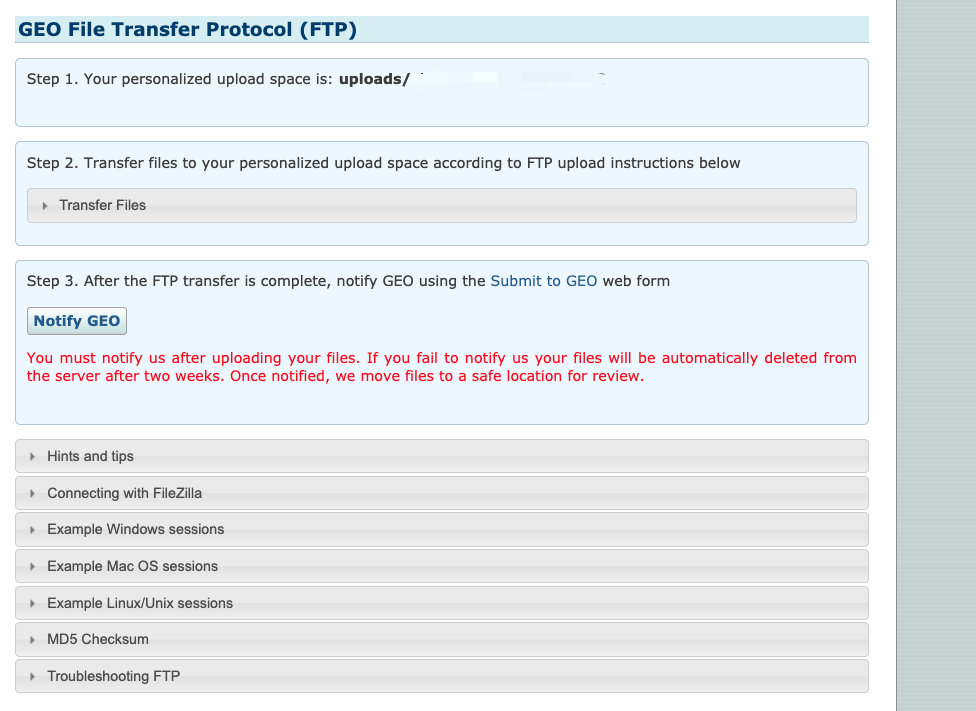 GEO File Transfer Protocol (FTP)
Step 1. Your personalized upload space is: uploads/
Step 2. Transfer files to your personalized upload space according to FTP upload instructions below
Transfer Files
Step 3. After the FTP transfer is complete, notify GEO using the Submit to GEO web form
Notify GEO
You must notify us after uploading your files. If you fail to notify us your files will be automatically deleted from
the server after two weeks. Once notified, we move files to a safe location for review.
Hints and tips
Connecting with FileZilla
Example Windows sessions
Example Mac OS sessions
Example Linux/Unix sessions
MD5 Checksum
Troubleshooting FTP